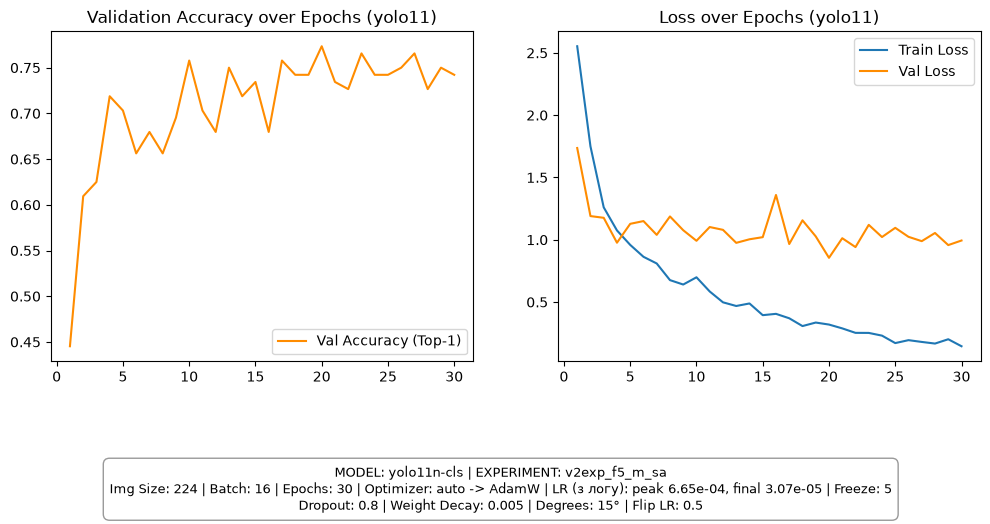 Validation Accuracy over Epochs (yolo11)
0.75
0.70
0.65
0.60
0.55
0.50
0.45
0 5 10 15 20 25 30
Val Accuracy (Top-1)
Loss over Epochs (yolo11)
2.5
2.0
1.5
1.0
0.5
0 5 10 15 20 25 30
Train Loss
Val Loss
MODEL: yolo11n-cls | EXPERIMENT: v2exp_f5_m_sa
Img Size: 224 | Batch: 16 | Epochs: 30 | Optimizer: auto -> AdamW | LR (з логу): peak 6.65e-04, final 3.07e-05 | Freeze: 5
Dropout: 0.8 | Weight Decay: 0.005 | Degrees: 15° | Flip LR: 0.5